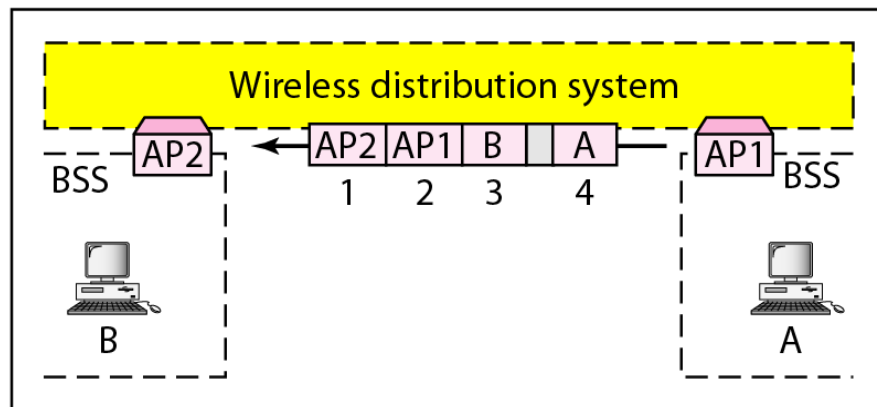 Wireless distribution system
AP2 AP2 AP1 B A AP1
BSS 1 2 3 4 BSS
B A